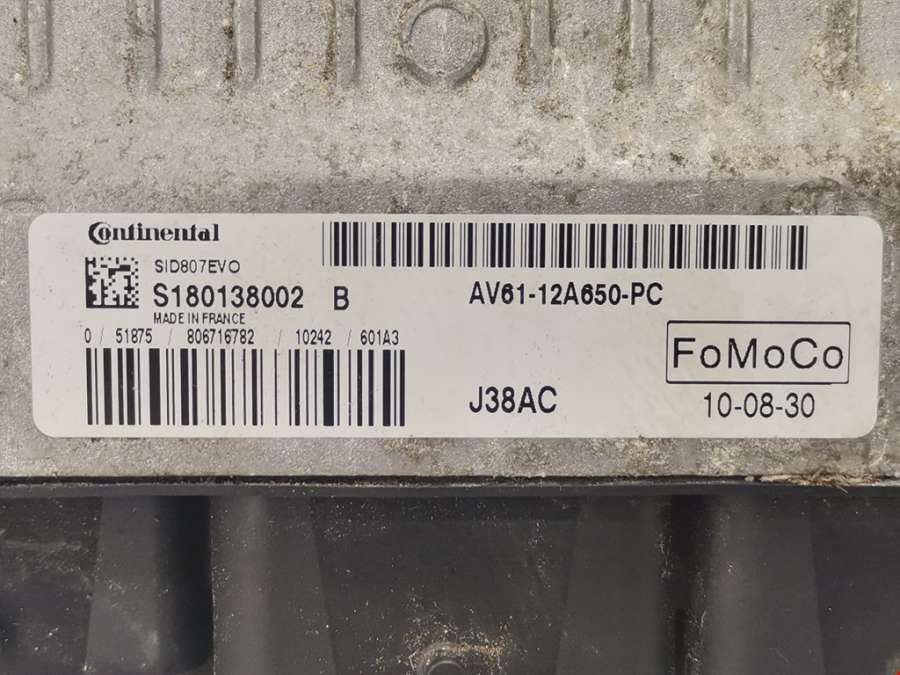 Continental
SID807EVO
S180138002 B
MADE IN FRANCE
0 / 51875 / 806716782 / 10242 / 601A3
AV61-12A650-PC
FoMoCo
J38AC
10-08-30